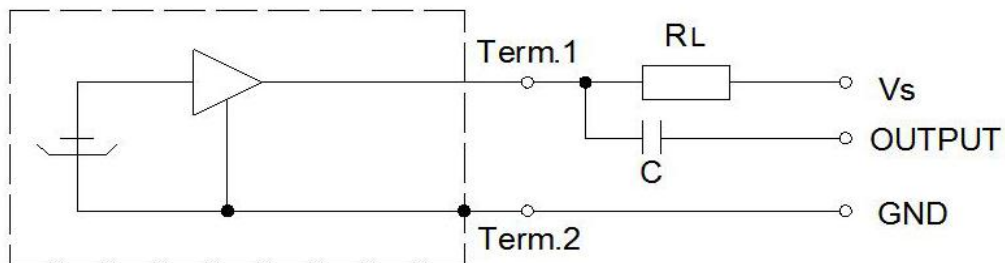 Term.1
RL
Vs
OUTPUT
C
GND
Term.2